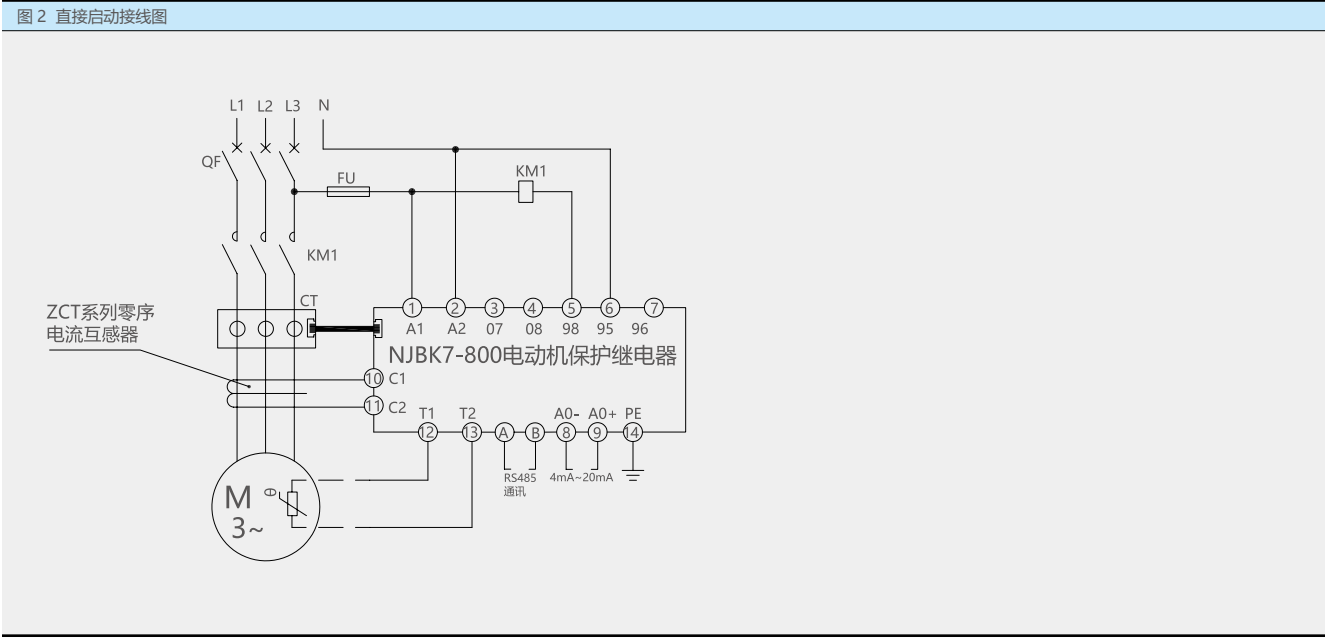 图 2 直接启动接线图
L1 L2 L3 N
QF
FU
KM1
KM1
ZCT系列零序
电流互感器
CT
1 2 3 4 5 6 7
A1 A2 07 08 98 95 96
NJBK7-800电动机保护继电器
10 C1
11 C2
T1 T2 A0- A0+ PE
12 13 A B 8 9 14
RS485
通讯
4mA~20mA
M
3~
θ